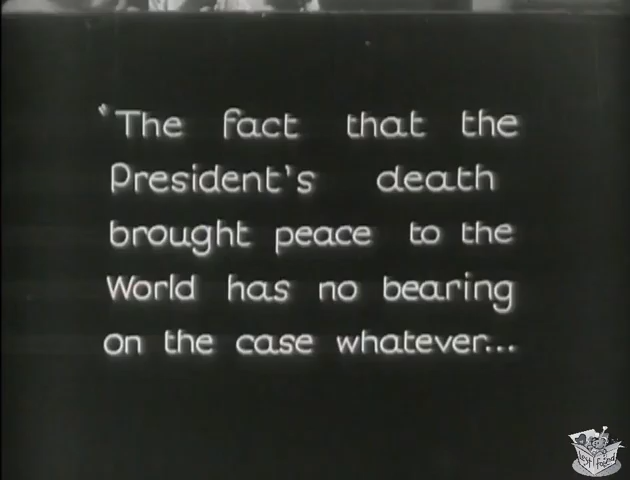 "The fact that the
President's death
brought peace to the
World has no bearing
on the case whatever...